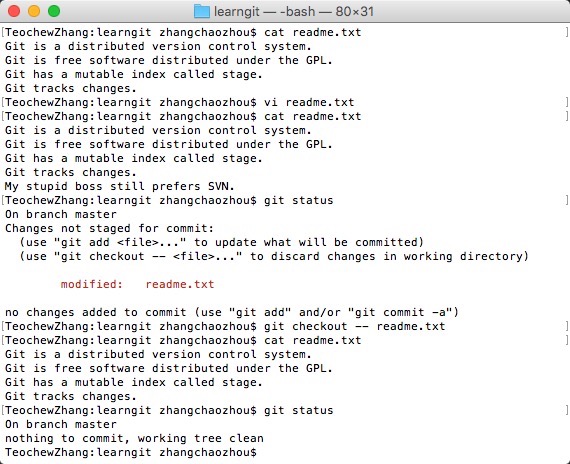 learngit — -bash — 80×31
[TeochewZhang:learngit zhangchaozhou$ cat readme.txt ]
Git is a distributed version control system.
Git is free software distributed under the GPL.
Git has a mutable index called stage.
Git tracks changes.
[TeochewZhang:learngit zhangchaozhou$ vi readme.txt ]
[TeochewZhang:learngit zhangchaozhou$ cat readme.txt ]
Git is a distributed version control system.
Git is free software distributed under the GPL.
Git has a mutable index called stage.
Git tracks changes.
My stupid boss still prefers SVN.
[TeochewZhang:learngit zhangchaozhou$ git status ]
On branch master
Changes not staged for commit:
  (use "git add <file>..." to update what will be committed)
  (use "git checkout -- <file>..." to discard changes in working directory)
        modified:   readme.txt
no changes added to commit (use "git add" and/or "git commit -a")
[TeochewZhang:learngit zhangchaozhou$ git checkout -- readme.txt ]
[TeochewZhang:learngit zhangchaozhou$ cat readme.txt ]
Git is a distributed version control system.
Git is free software distributed under the GPL.
Git has a mutable index called stage.
Git tracks changes.
[TeochewZhang:learngit zhangchaozhou$ git status ]
On branch master
nothing to commit, working tree clean
TeochewZhang:learngit zhangchaozhou$